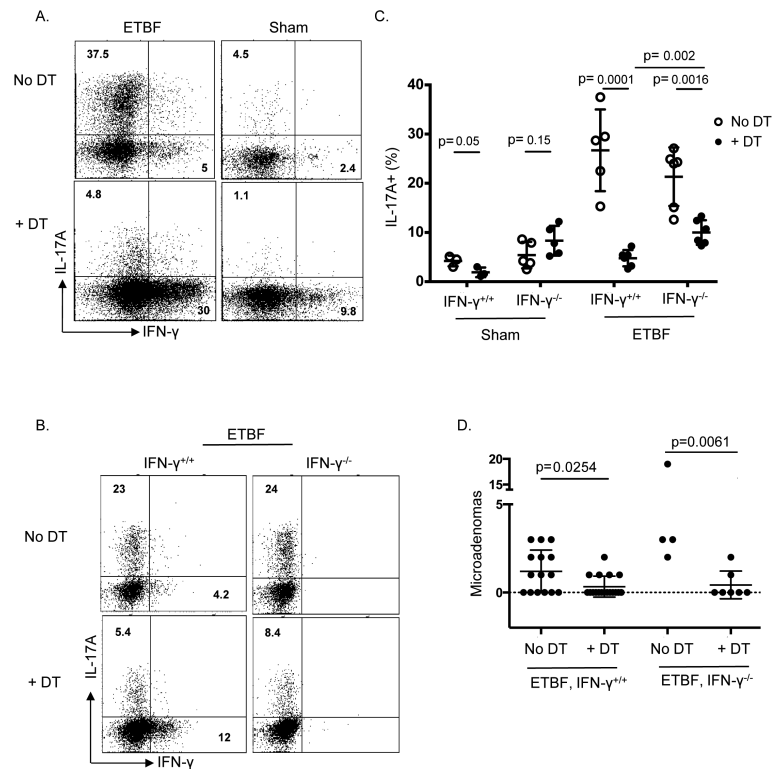 A.
ETBF
Sham
No DT
37.5
5
4.5
2.4
+ DT
4.8
30
1.1
9.8
IL-17A
IFN-γ
C.
IL-17A+ (%)
40
30
20
10
0
p= 0.05
p= 0.15
p= 0.002
p= 0.0001
p= 0.0016
No DT
+ DT
IFN-γ+/+
IFN-γ-/-
IFN-γ+/+
IFN-γ-/-
Sham
ETBF
B.
ETBF
IFN-γ+/+
IFN-γ-/-
No DT
23
4.2
24
+ DT
5.4
12
8.4
IL-17A
IFN-γ
D.
Microadenomas
20
15
5
0
p=0.0254
p=0.0061
No DT
+ DT
No DT
+ DT
ETBF, IFN-γ+/+
ETBF, IFN-γ-/-